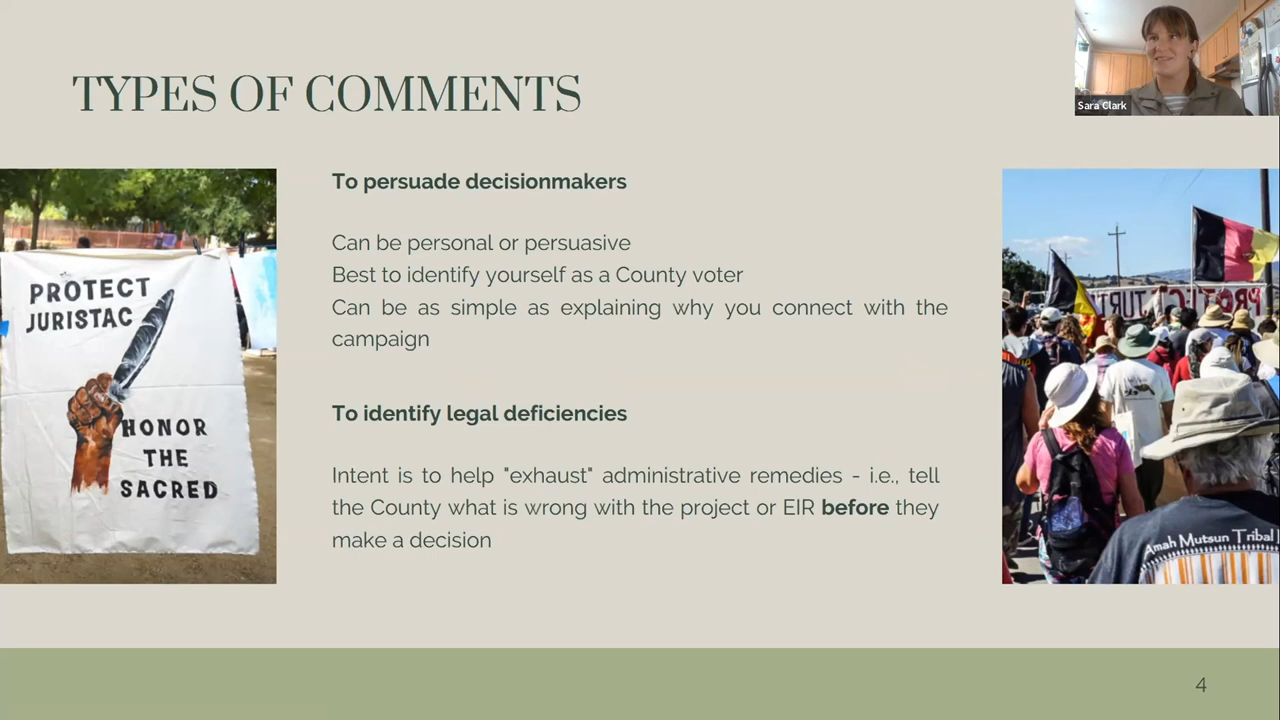 TYPES OF COMMENTS
Sara Clark
To persuade decisionmakers
Can be personal or persuasive
Best to identify yourself as a County voter
Can be as simple as explaining why you connect with the
campaign
To identify legal deficiencies
Intent is to help "exhaust" administrative remedies - i.e., tell
the County what is wrong with the project or EIR before they
make a decision
PROTECT
JURISTAC
HONOR
THE
SACRED
Amah Mutsun Tribal
4